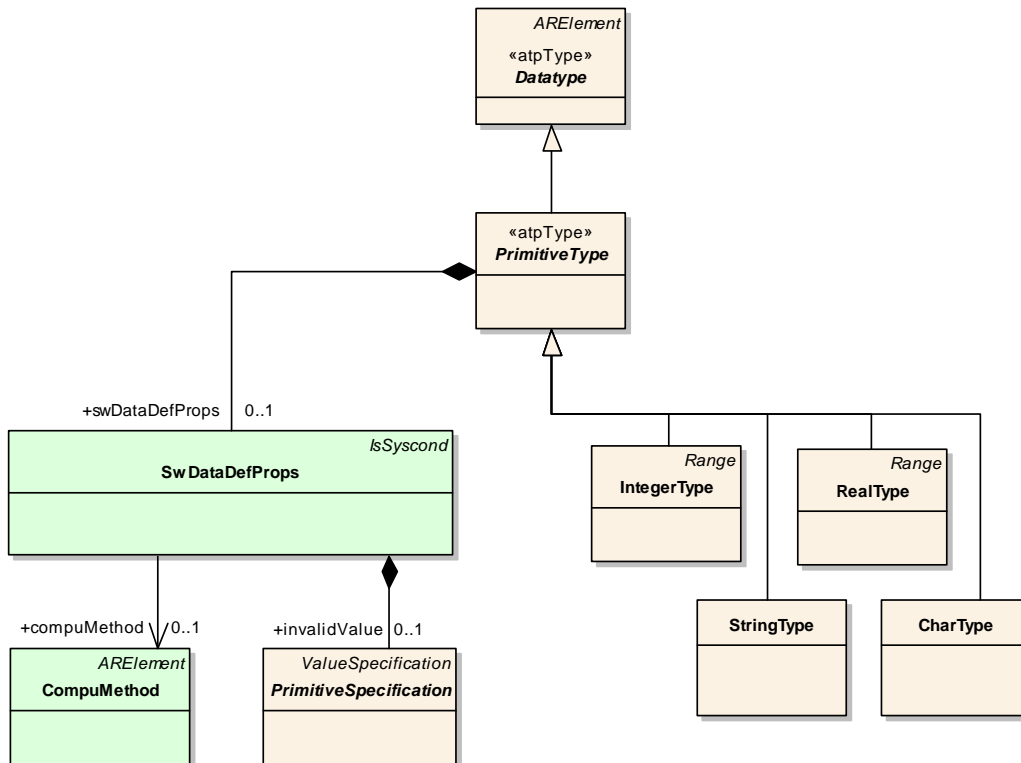 ARElement
«atpType»
Datatype
«atpType»
PrimitiveType
+swDataDefProps 0..1
IsSyscond
SwDataDefProps
Range
IntegerType
Range
RealType
StringType
CharType
+compuMethod 0..1
+invalidValue 0..1
ARElement
CompuMethod
ValueSpecification
PrimitiveSpecification